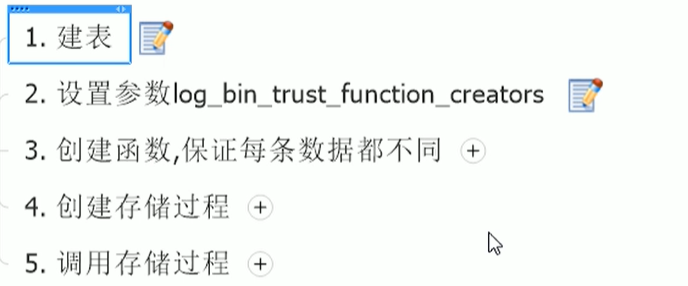 1. 建表
2. 设置参数log_bin_trust_function_creators
3. 创建函数,保证每条数据都不同
4. 创建存储过程
5. 调用存储过程